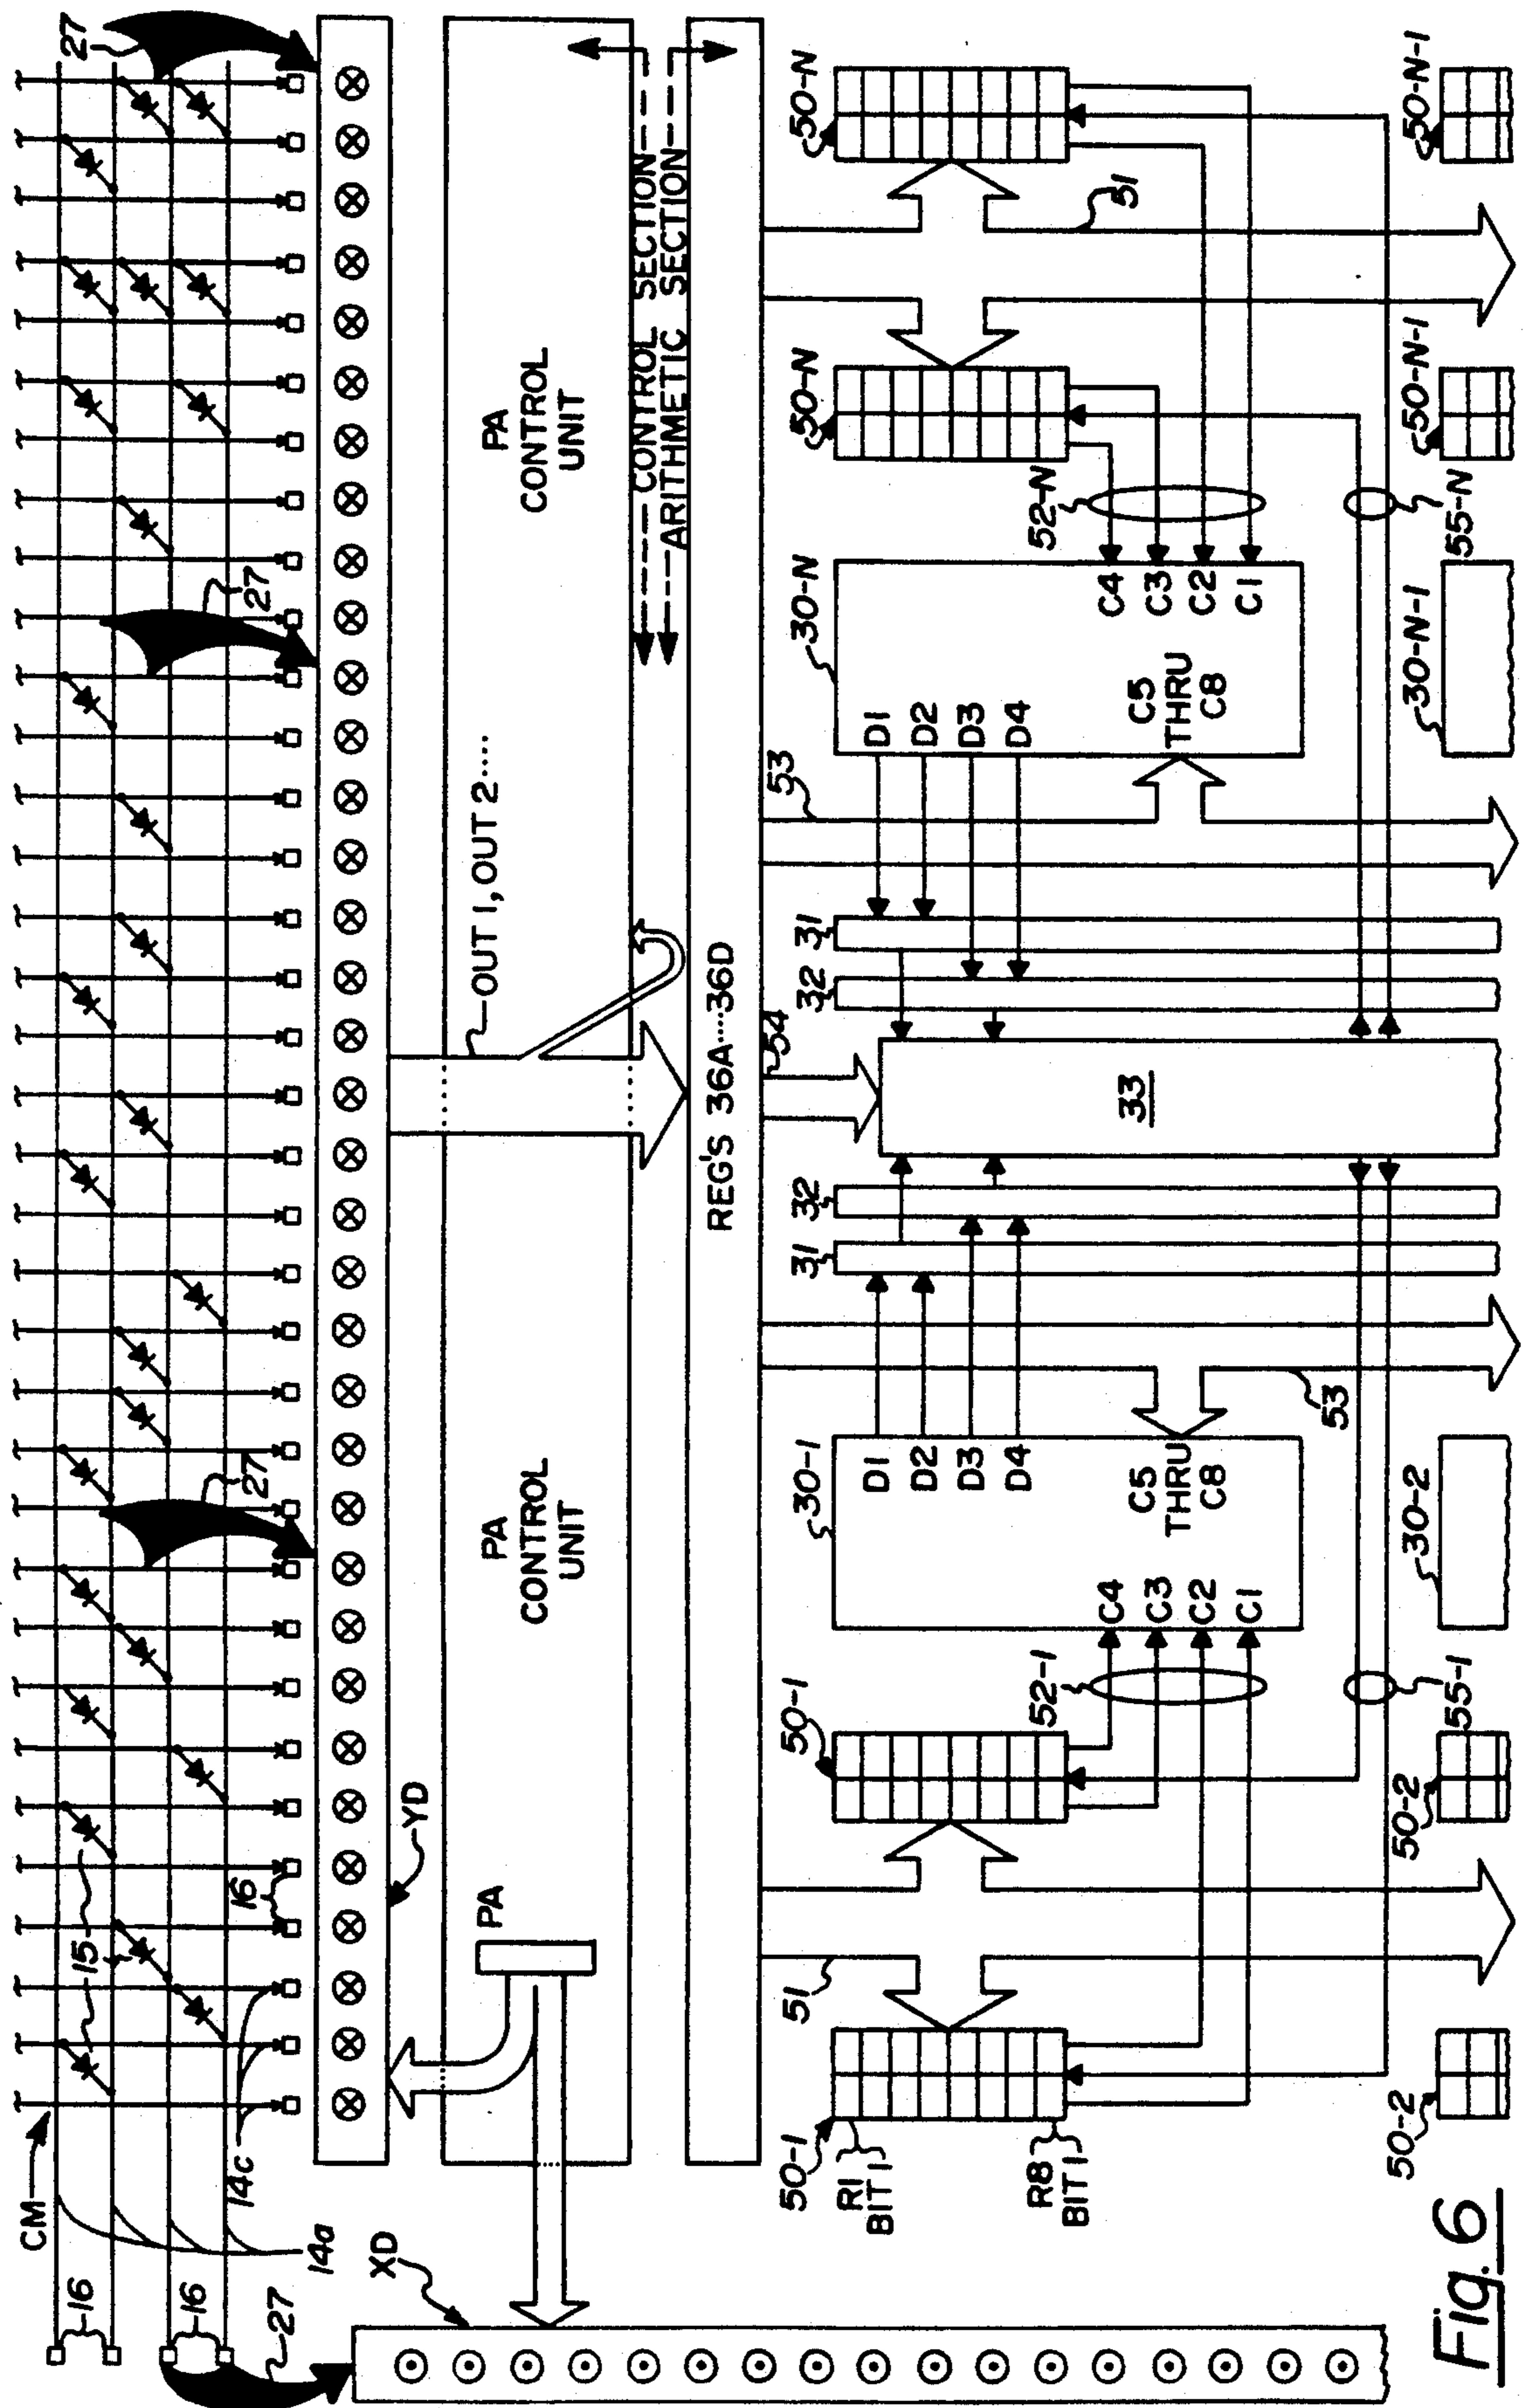 27
CM
14a
14c
16
16
27
15
16
27
27
XD
YD
PA
PA
CONTROL
UNIT
OUT 1, OUT 2.....
PA
CONTROL
UNIT
CONTROL SECTION
ARITHMETIC SECTION
REG'S 36A....36D
50-1
R1
BIT 1
R8
BIT 1
51
50-1
52-1
30-1
D1
D2
D3
D4
C4
C3
C2
C1
C5
THRU
C8
53
31
32
54
33
32
31
53
30-N
D1
D2
D3
D4
C5
THRU
C8
C4
C3
C2
C1
52-N
50-N
51
50-N
50-2
50-2
55-1
30-2
30-N-1
55-N
50-N-1
50-N-1
Fig. 6